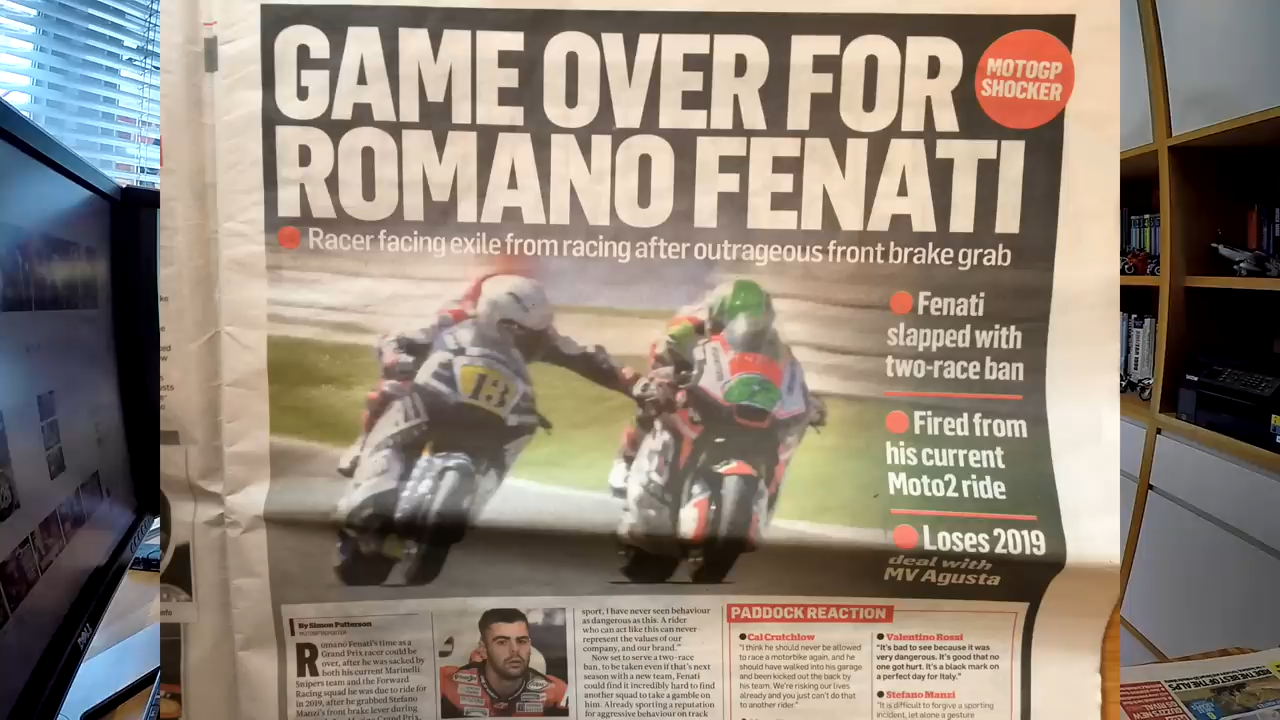 GAME OVER FOR
ROMANO FENATI
MOTOGP
SHOCKER
Racer facing exile from racing after outrageous front brake grab
Fenati
slapped with
two-race ban
Fired from
his current
Moto2 ride
Loses 2019
deal with
MV Agusta
13
By Simon Patterson
MOTOGP REPORTER
Romano Fenati's time as a
Grand Prix racer could be
over, after he was sacked by
both his current Marinelli
Snipers team and the Forward
Racing squad he was due to ride for
in 2019, after he grabbed Stefano
Manzi's front brake lever during
sport, I have never seen behaviour
as dangerous as this. A rider
who can act like this can never
represent the values of our
company, and our brand."
Now set to serve a two-race
ban, to be taken even if that's next
season with a new team, Fenati
could find it incredibly hard to find
another squad to take a gamble on
him. Already sporting a reputation
for aggressive behaviour on track
PADDOCK REACTION
Cal Crutchlow
"I think he should never be allowed
to race a motorbike again, and he
should have walked into his garage
and been kicked out the back by
his team. We're risking our lives
already and you just can't do that
to another rider."
Valentino Rossi
"It's bad to see because it was
very dangerous. It's good that no
one got hurt. It's a black mark on
a perfect day for Italy."
Stefano Manzi
"It is difficult to forgive a sporting
incident, let alone a gesture
DELL